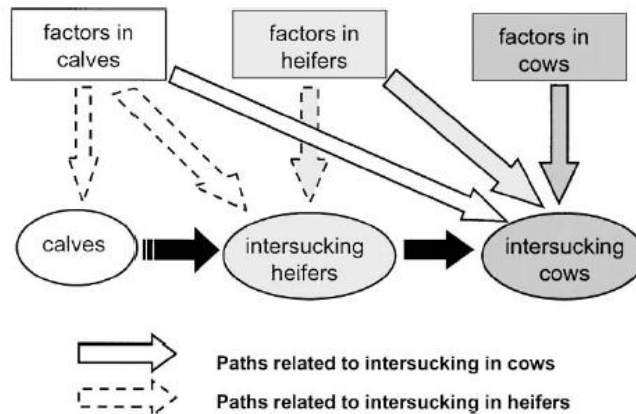 factors in
calves
factors in
heifers
factors in
cows
calves
intersucking
heifers
intersucking
cows
Paths related to intersucking in cows
Paths related to intersucking in heifers